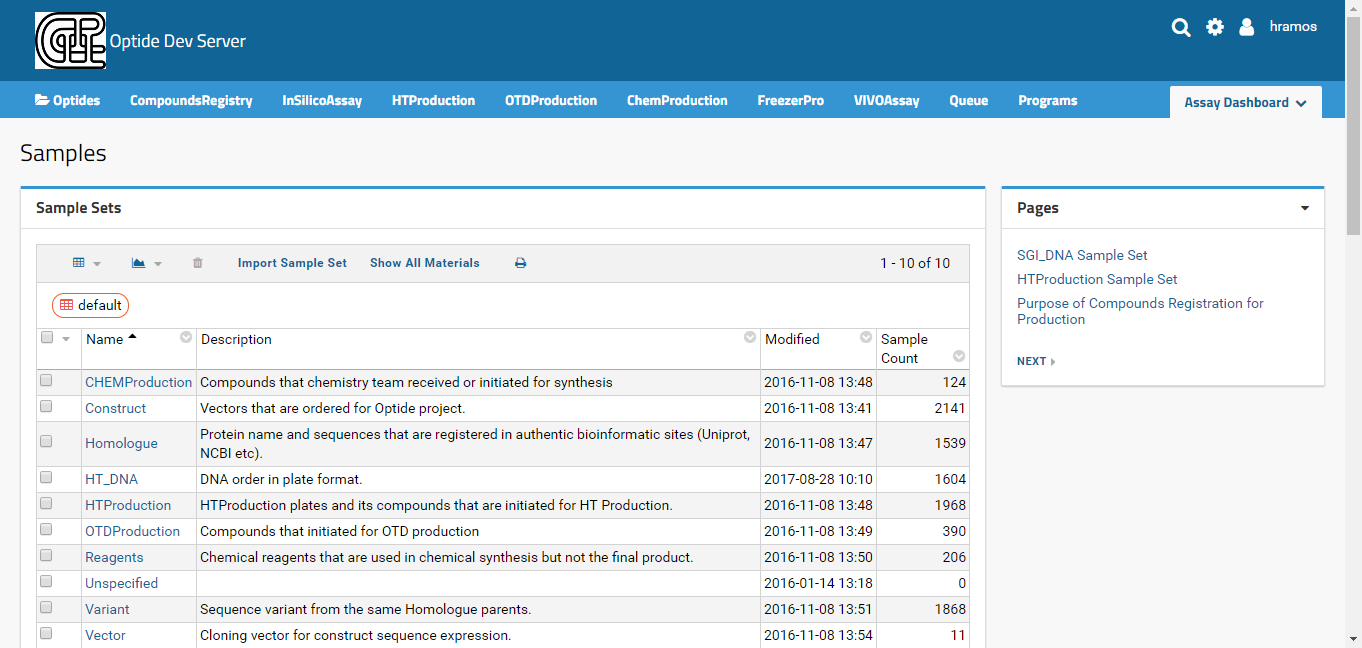 Optide Dev Server
hramos
Optides CompoundsRegistry InSilicoAssay HTProduction OTDProduction ChemProduction FreezerPro VIVOAssay Queue Programs Assay Dashboard
Samples
Sample Sets
Import Sample Set Show All Materials 1 - 10 of 10
default
Name Description Modified Sample
Count
CHEMProduction Compounds that chemistry team received or initiated for synthesis 2016-11-08 13:48 124
Construct Vectors that are ordered for Optide project. 2016-11-08 13:41 2141
Homologue Protein name and sequences that are registered in authentic bioinformatic sites (Uniprot,
NCBI etc). 2016-11-08 13:47 1539
HT_DNA DNA order in plate format. 2017-08-28 10:10 1604
HTProduction HTProduction plates and its compounds that are initiated for HT Production. 2016-11-08 13:48 1968
OTDProduction Compounds that initiated for OTD production 2016-11-08 13:49 390
Reagents Chemical reagents that are used in chemical synthesis but not the final product. 2016-11-08 13:50 206
Unspecified 2016-01-14 13:18 0
Variant Sequence variant from the same Homologue parents. 2016-11-08 13:51 1868
Vector Cloning vector for construct sequence expression. 2016-11-08 13:54 11
Pages
SGI_DNA Sample Set
HTProduction Sample Set
Purpose of Compounds Registration for
Production
NEXT